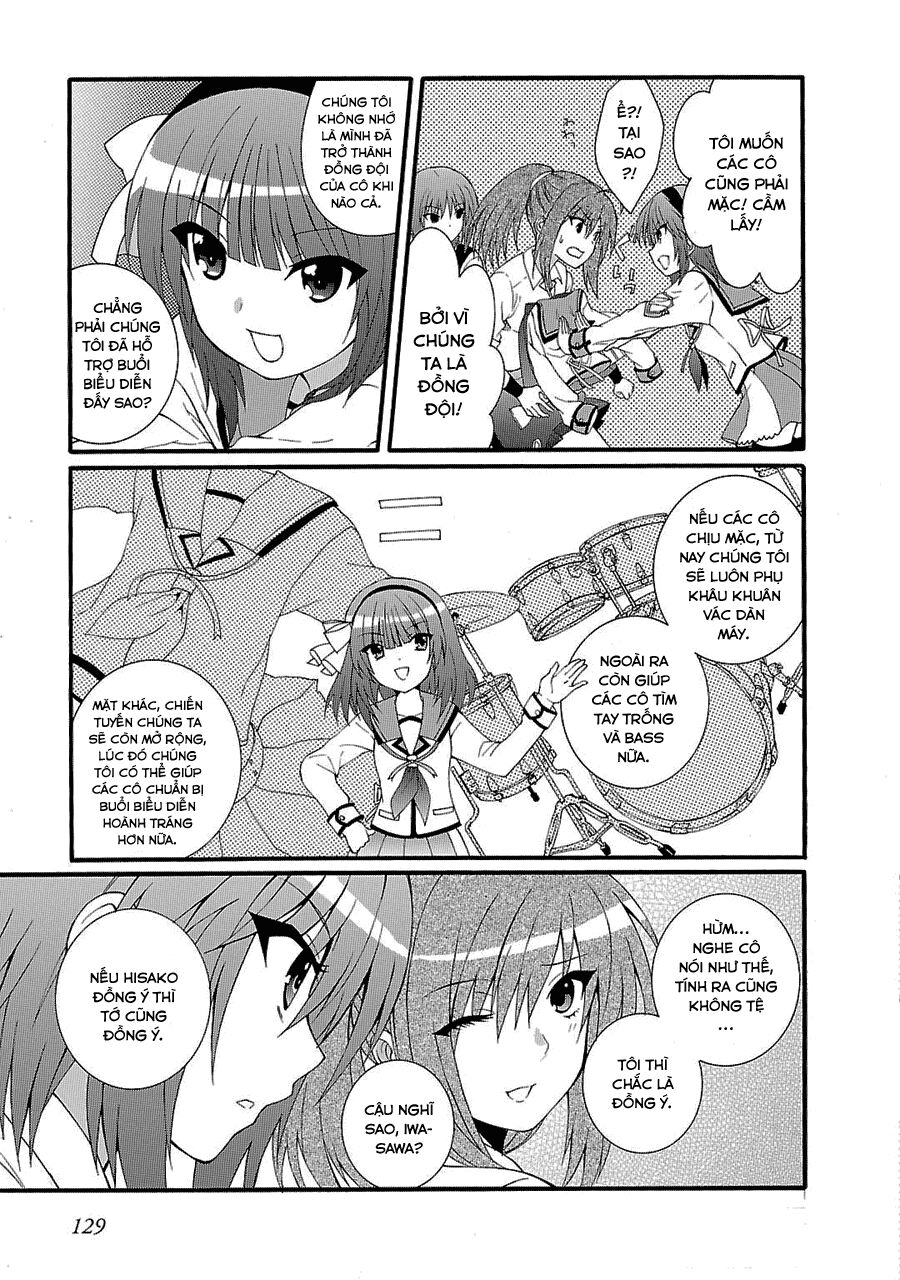 TÔI MUỐN
CÁC CÔ
CŨNG PHẢI
MẶC! CẦM
LẤY!
Ể?!
TẠI
SAO
?!
BỞI VÌ
CHÚNG
TA LÀ
ĐỒNG
ĐỘI!
CHÚNG TÔI
KHÔNG NHỚ
LÀ MÌNH ĐÃ
TRỞ THÀNH
ĐỒNG ĐỘI
CỦA CÔ KHI
NÀO CẢ.
CHẲNG
PHẢI CHÚNG
TÔI ĐÃ HỖ
TRỢ BUỔI
BIỂU DIỄN
ĐẤY SAO?
NẾU CÁC CÔ
CHỊU MẶC, TỪ
NAY CHÚNG TÔI
SẼ LUÔN PHỤ
KHÂU KHUÂN
VÁC DÀN
MÁY.
NGOÀI RA
CÒN GIÚP
CÁC CÔ TÌM
TAY TRỐNG
VÀ BASS
NỮA.
MẶT KHÁC, CHIẾN
TUYẾN CHÚNG TA
SẼ CÒN MỞ RỘNG,
LÚC ĐÓ CHÚNG
TÔI CÓ THỂ GIÚP
CÁC CÔ CHUẨN BỊ
BUỔI BIỂU DIỄN
HOÀNH TRÁNG
HƠN NỮA.
HỪM...
NGHE CÔ
NÓI NHƯ THẾ,
TÍNH RA CŨNG
KHÔNG TỆ
...
TÔI THÌ
CHẮC LÀ
ĐỒNG Ý.
CẬU NGHĨ
SAO, IWA-
SAWA?
NẾU HISAKO
ĐỒNG Ý THÌ
TỚ CŨNG
ĐỒNG Ý.
129